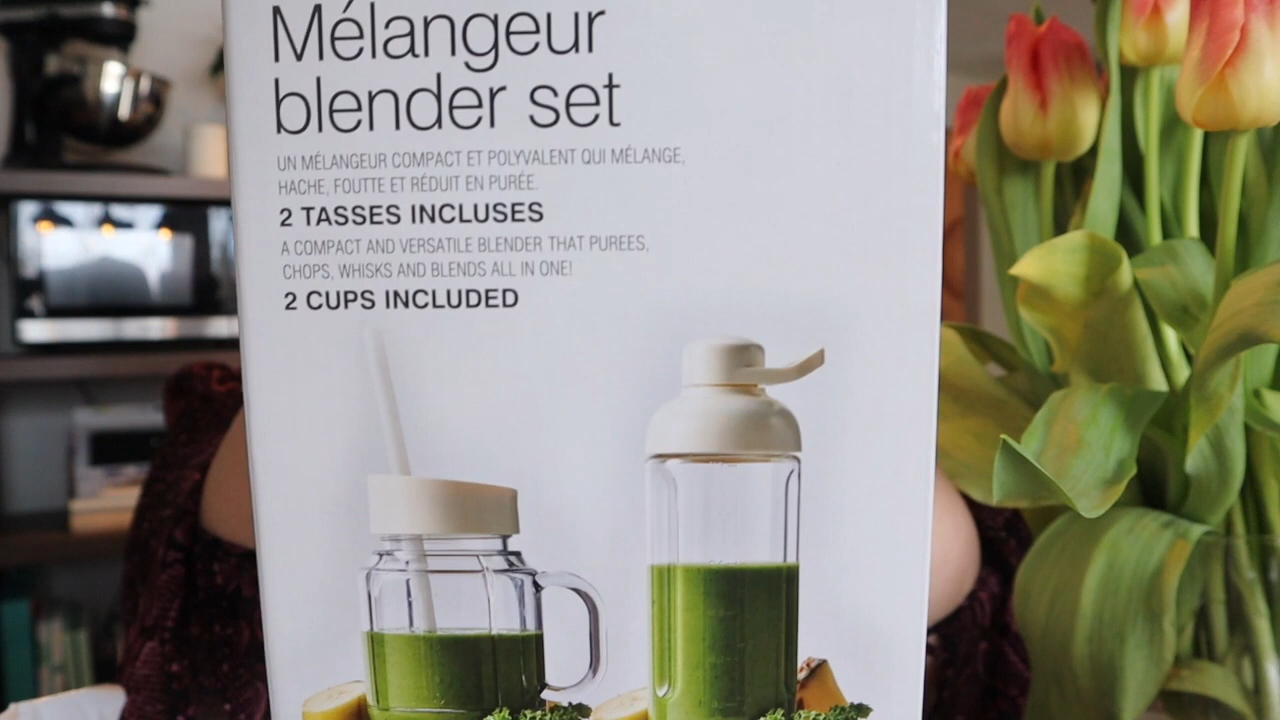 Mélangeur
blender set
UN MÉLANGEUR COMPACT ET POLYVALENT QUI MÉLANGE,
HACHE, FOUTTE ET RÉDUIT EN PURÉE.
2 TASSES INCLUSES
A COMPACT AND VERSATILE BLENDER THAT PUREES,
CHOPS, WHISKS AND BLENDS ALL IN ONE!
2 CUPS INCLUDED